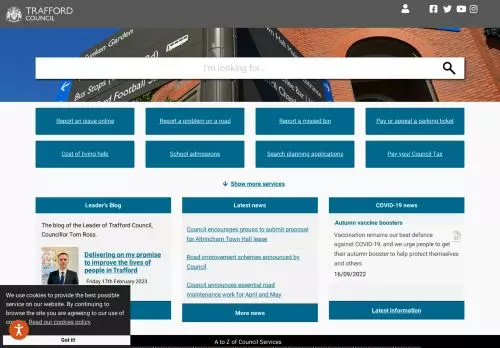 TRAFFORD
COUNCIL
Sunken Garden
Bus Stops
Football
I'm looking for...
Report an issue online
Report a problem on a road
Report a missed bin
Pay or appeal a parking ticket
Cost of living help
School admissions
Search planning applications
Pay your Council Tax
Show more services
Leader's Blog
The blog of the Leader of Trafford Council,
Councillor Tom Ross.
Delivering on my promise
to improve the lives of
people in Trafford
Friday 17th February 2023
Latest news
Council encourages groups to submit proposal
for Altrincham Town Hall lease
Road improvement schemes announced by
Council
Council announces essential road
maintenance work for April and May
More news
COVID-19 news
Autumn vaccine boosters
Vaccination remains our best defence
against COVID-19, and we urge people to get
their autumn booster to help protect themselves
and others
16/09/2022
Latest information
We use cookies to provide the best possible
service on our website. By continuing to
browse the site you are agreeing to our use of
cookies. Read our cookies policy
Got it!
A to Z of Council Services